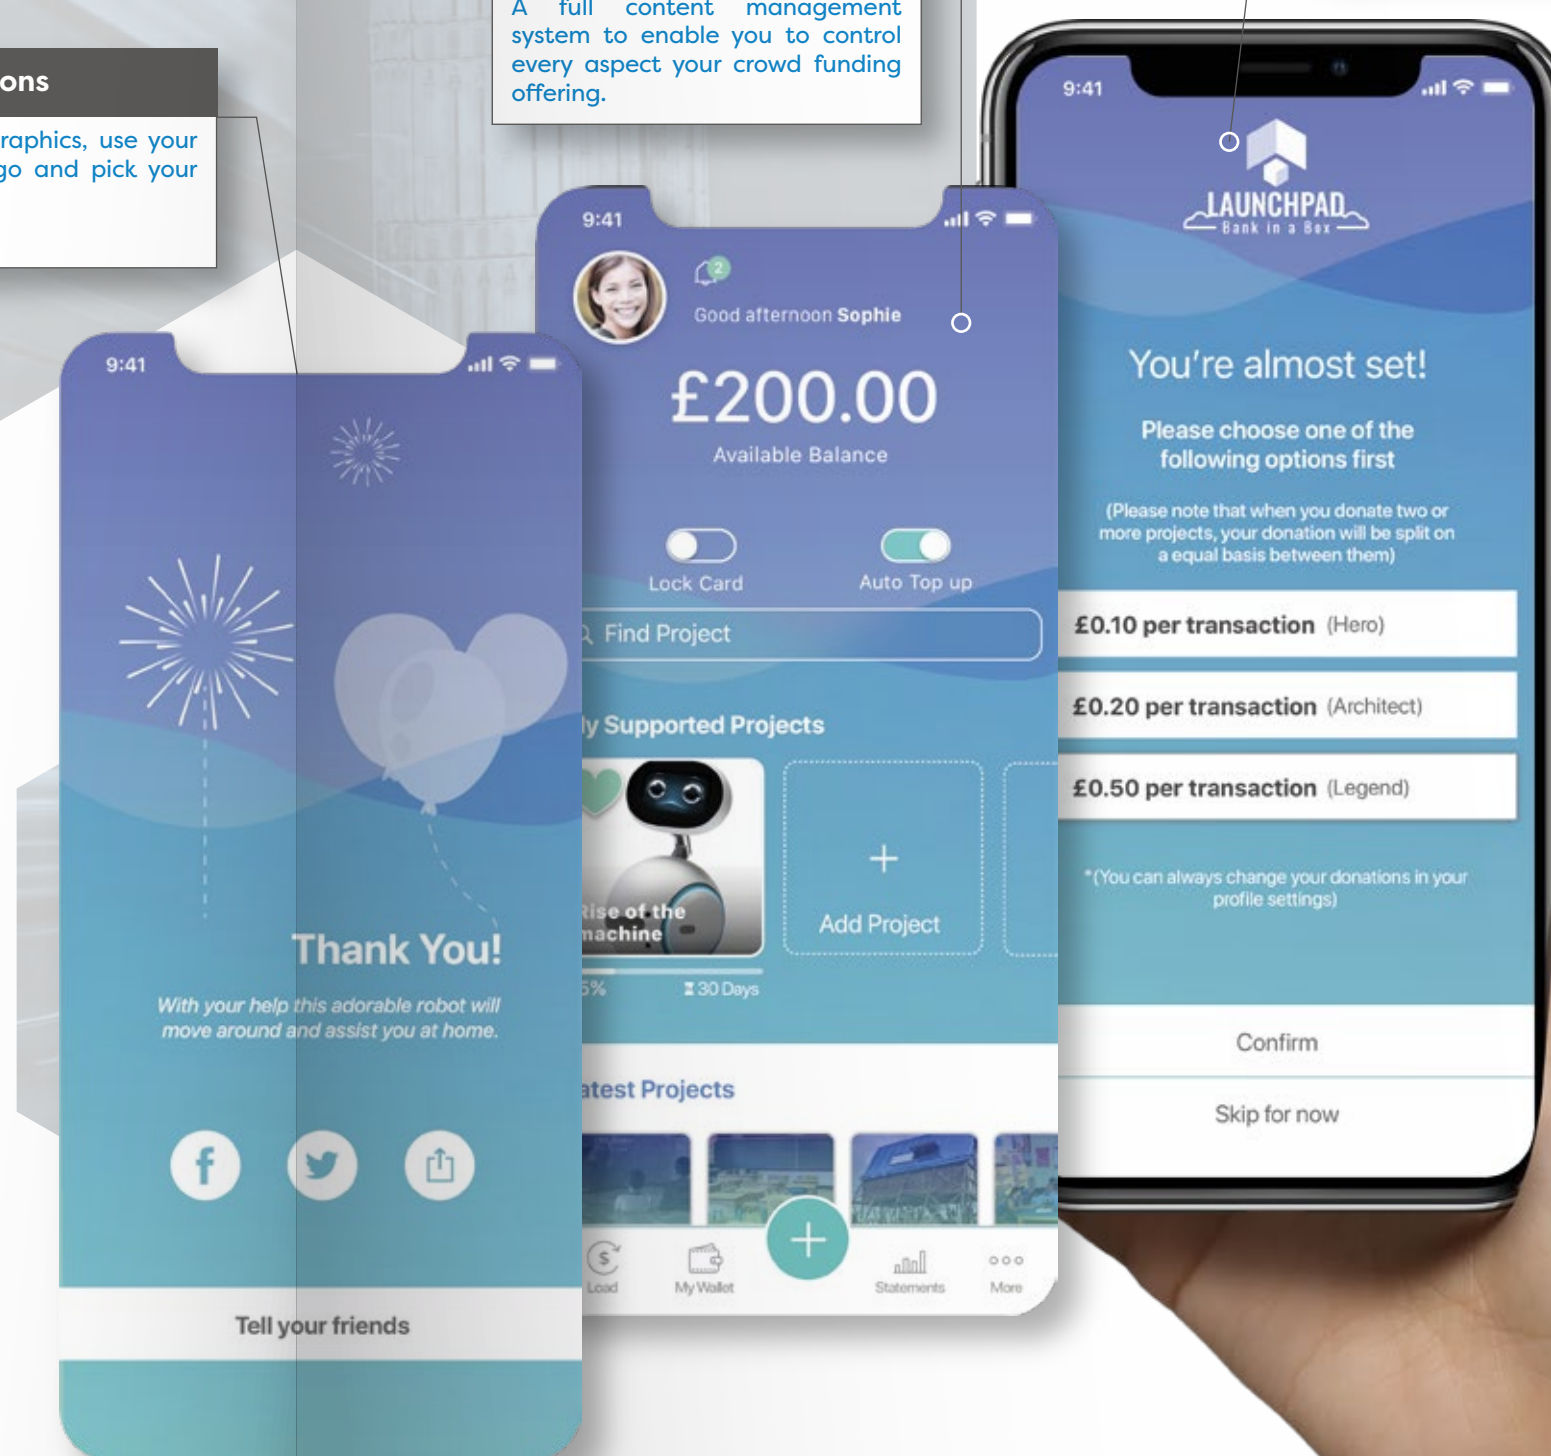 A full content management
system to enable you to control
every aspect your crowd funding
offering.
ons
raphics, use your
go and pick your
9:41
LAUNCHPAD
Bank in a Box
You're almost set!
Please choose one of the
following options first
(Please note that when you donate two or
more projects, your donation will be split on
a equal basis between them)
£0.10 per transaction (Hero)
£0.20 per transaction (Architect)
£0.50 per transaction (Legend)
*(You can always change your donations in your
profile settings)
Confirm
Skip for now
9:41
2
Good afternoon Sophie
£200.00
Available Balance
Lock Card
Auto Top up
Find Project
y Supported Projects
Rise of the
machine
5%
30 Days
+
Add Project
atest Projects
$
Load
My Wallet
+
Statements
More
9:41
Thank You!
With your help this adorable robot will
move around and assist you at home.
f
Tell your friends